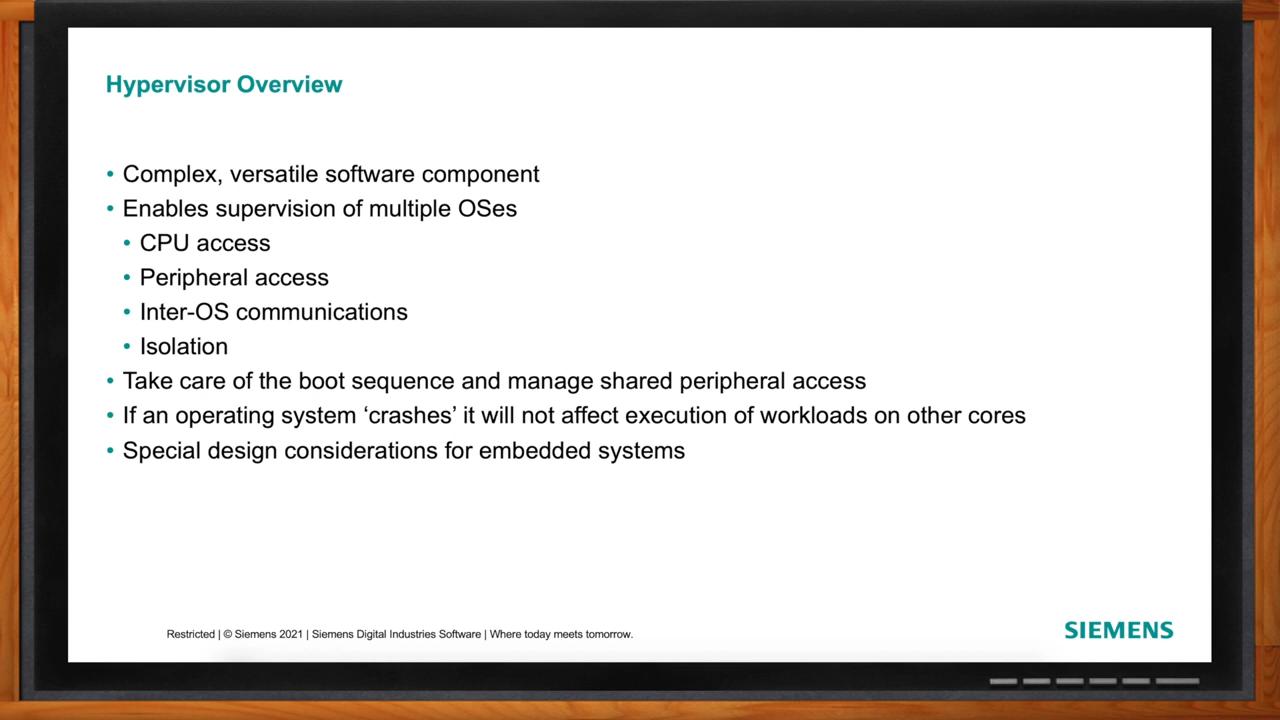 Hypervisor Overview
• Complex, versatile software component
• Enables supervision of multiple OSes
• CPU access
• Peripheral access
• Inter-OS communications
• Isolation
• Take care of the boot sequence and manage shared peripheral access
• If an operating system ‘crashes’ it will not affect execution of workloads on other cores
• Special design considerations for embedded systems
Restricted | © Siemens 2021 | Siemens Digital Industries Software | Where today meets tomorrow.
SIEMENS